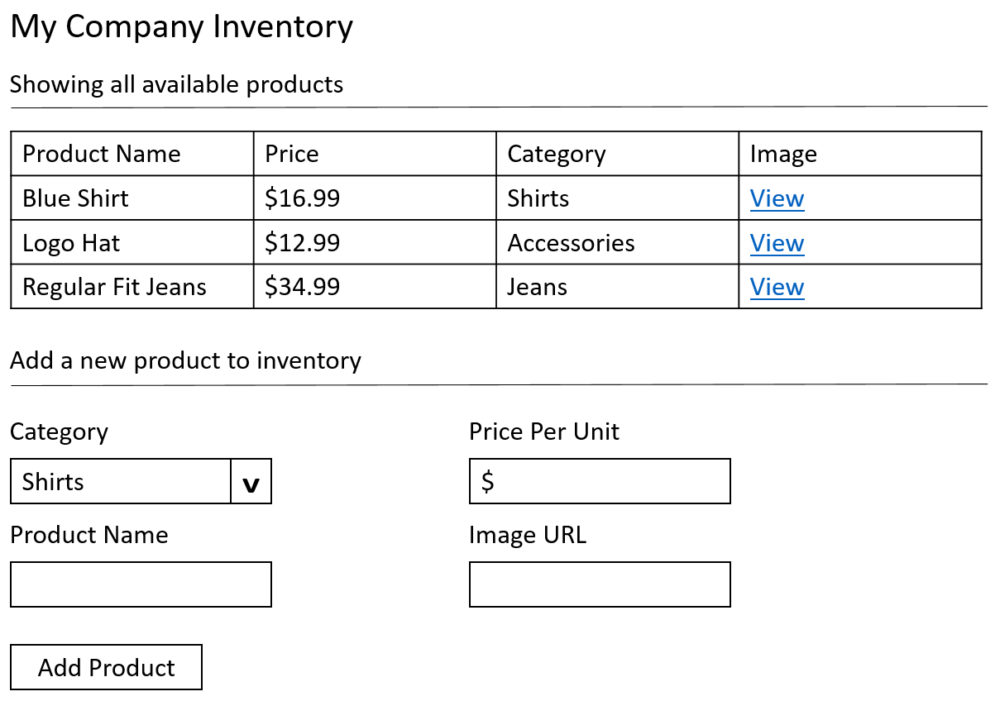 My Company Inventory
Showing all available products
Product Name Price Category Image
Blue Shirt $16.99 Shirts View
Logo Hat $12.99 Accessories View
Regular Fit Jeans $34.99 Jeans View
Add a new product to inventory
Category Price Per Unit
Shirts v $
Product Name Image URL
Add Product